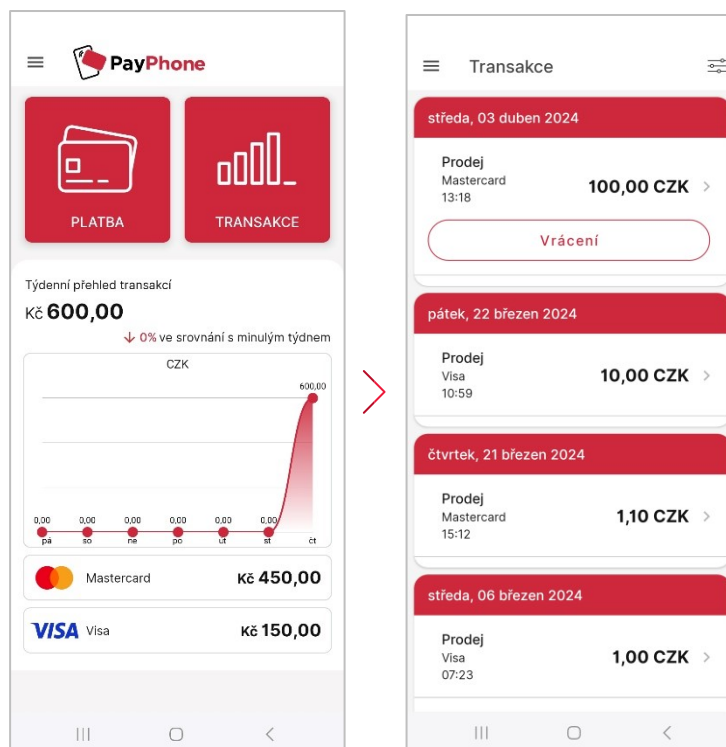 PayPhone
PLATBA
TRANSAKCE
Týdenní přehled transakcí
Kč 600,00
↓ 0% ve srovnání s minulým týdnem
CZK
600,00
0,00 0,00 0,00 0,00 0,00 0,00
pá so ne po út st čt
Mastercard Kč 450,00
VISA Visa Kč 150,00
Transakce
středa, 03 duben 2024
Prodej
Mastercard
13:18
100,00 CZK
Vrácení
pátek, 22 březen 2024
Prodej
Visa
10:59
10,00 CZK
čtvrtek, 21 březen 2024
Prodej
Mastercard
15:12
1,10 CZK
středa, 06 březen 2024
Prodej
Visa
07:23
1,00 CZK